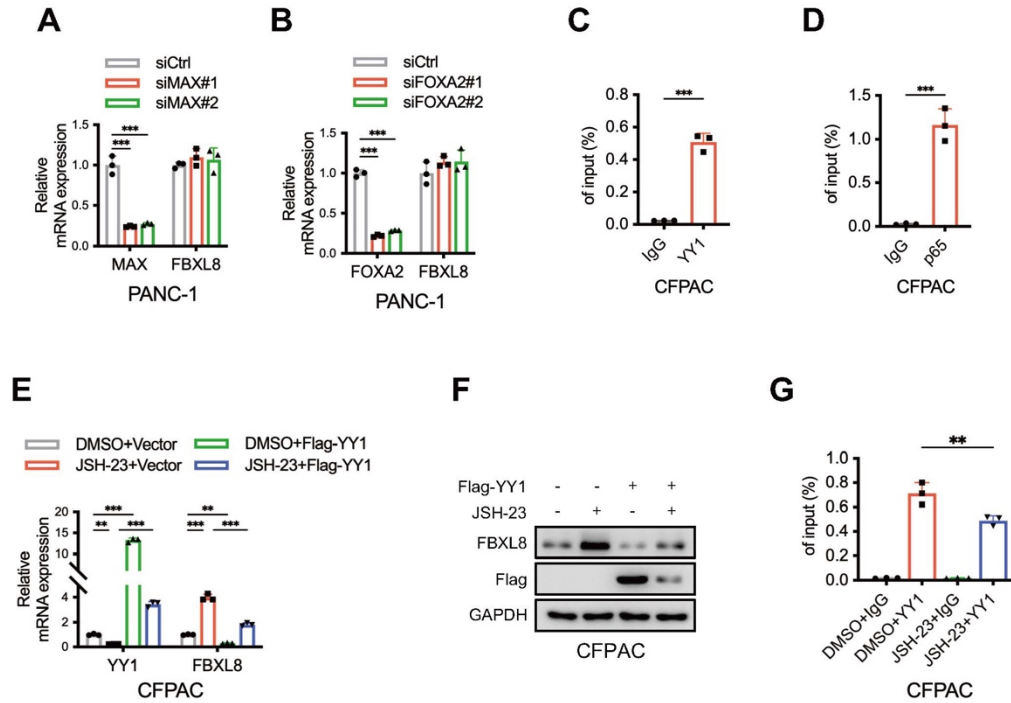 A
siCtrl
siMAX#1
siMAX#2
Relative
mRNA expression
1.5
1.0
0.5
0.0
***
***
MAX FBXL8
PANC-1
B
siCtrl
siFOXA2#1
siFOXA2#2
Relative
mRNA expression
1.5
1.0
0.5
0.0
***
***
FOXA2 FBXL8
PANC-1
C
of input (%)
0.8
0.6
0.4
0.2
0.0
***
IgG YY1
CFPAC
D
of input (%)
1.5
1.0
0.5
0.0
***
IgG p65
CFPAC
E
DMSO+Vector DMSO+Flag-YY1
JSH-23+Vector JSH-23+Flag-YY1
Relative
mRNA expression
15
10
5
4
2
0
***
** ***
**
*** ***
YY1 FBXL8
CFPAC
F
Flag-YY1 - - + +
JSH-23 - + - +
FBXL8
Flag
GAPDH
CFPAC
G
of input (%)
1.0
0.8
0.6
0.4
0.2
0.0
**
DMSO+IgG
DMSO+YY1
JSH-23+IgG
JSH-23+YY1
CFPAC